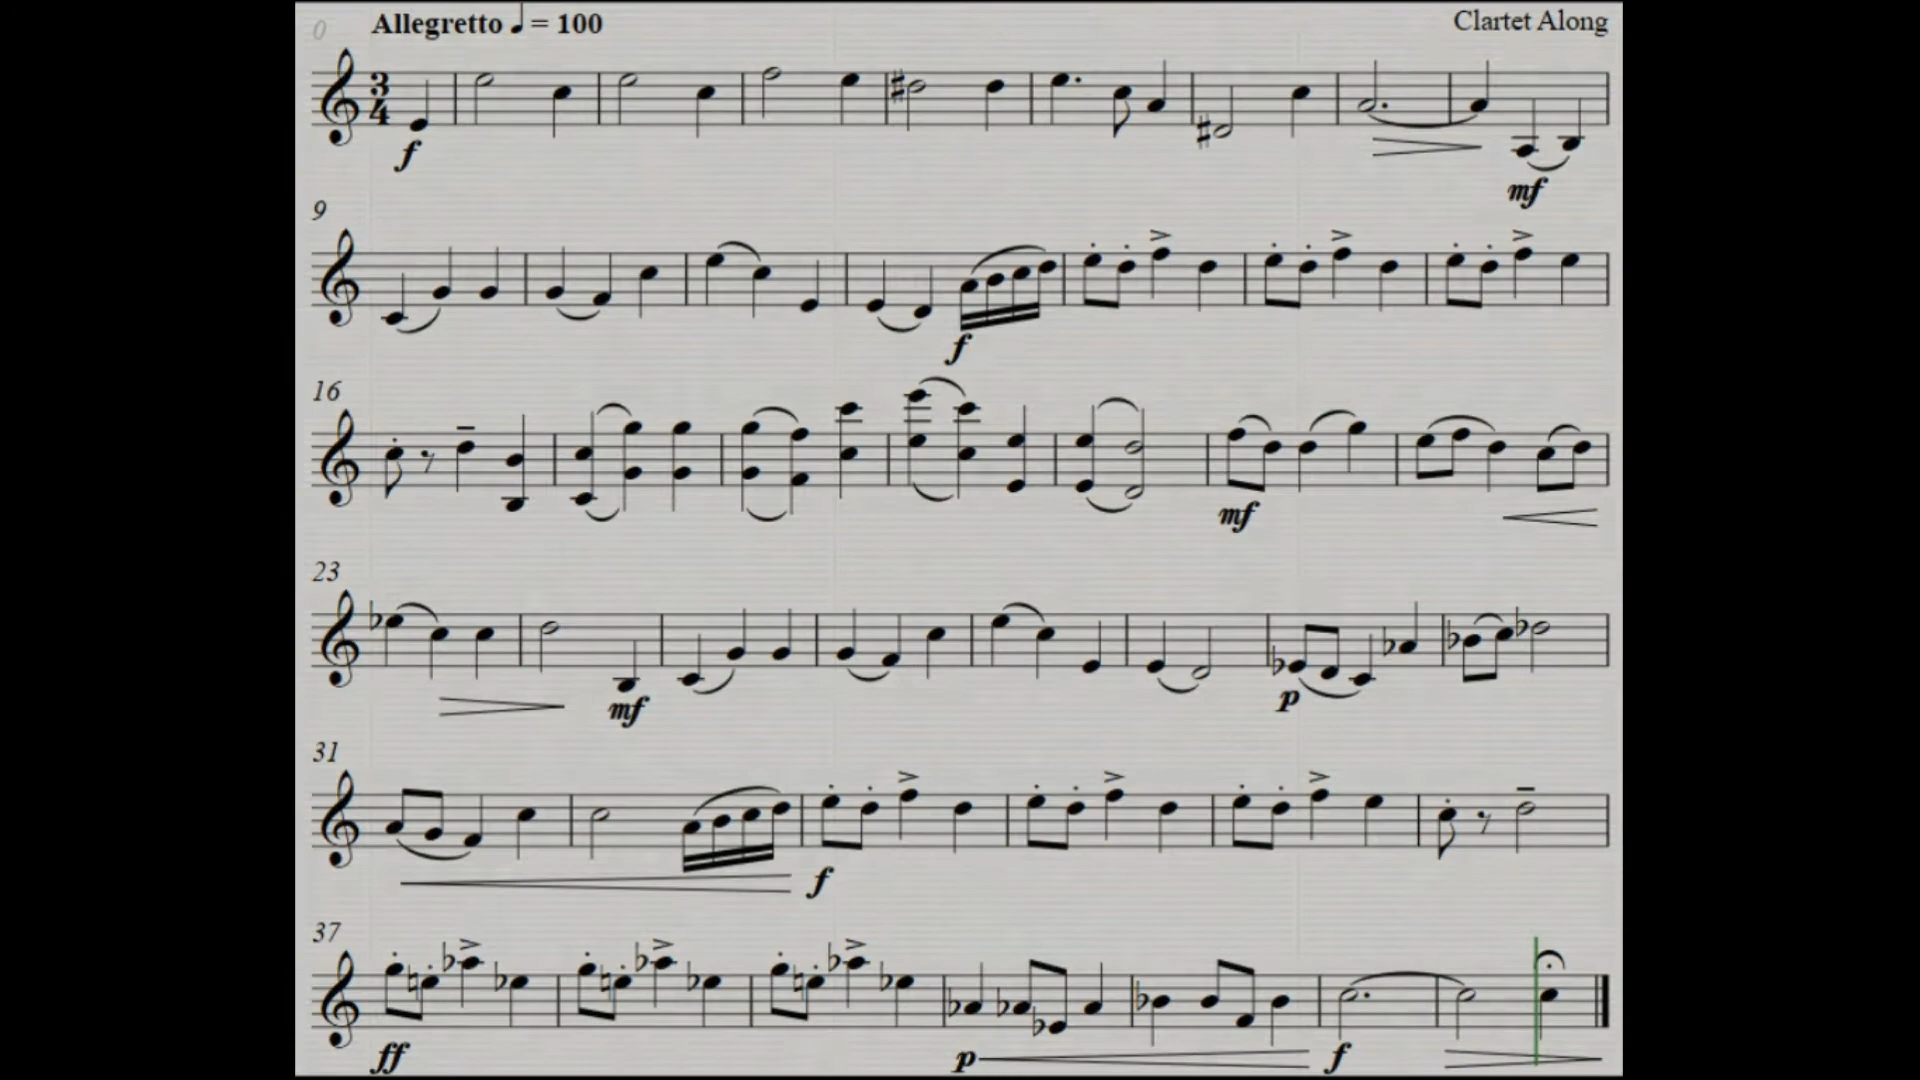 0 Allegretto ♩ = 100 Clartet Along
3
4
f
mf
9
f
16
mf
23
mf
p
31
f
37
ff
p
f